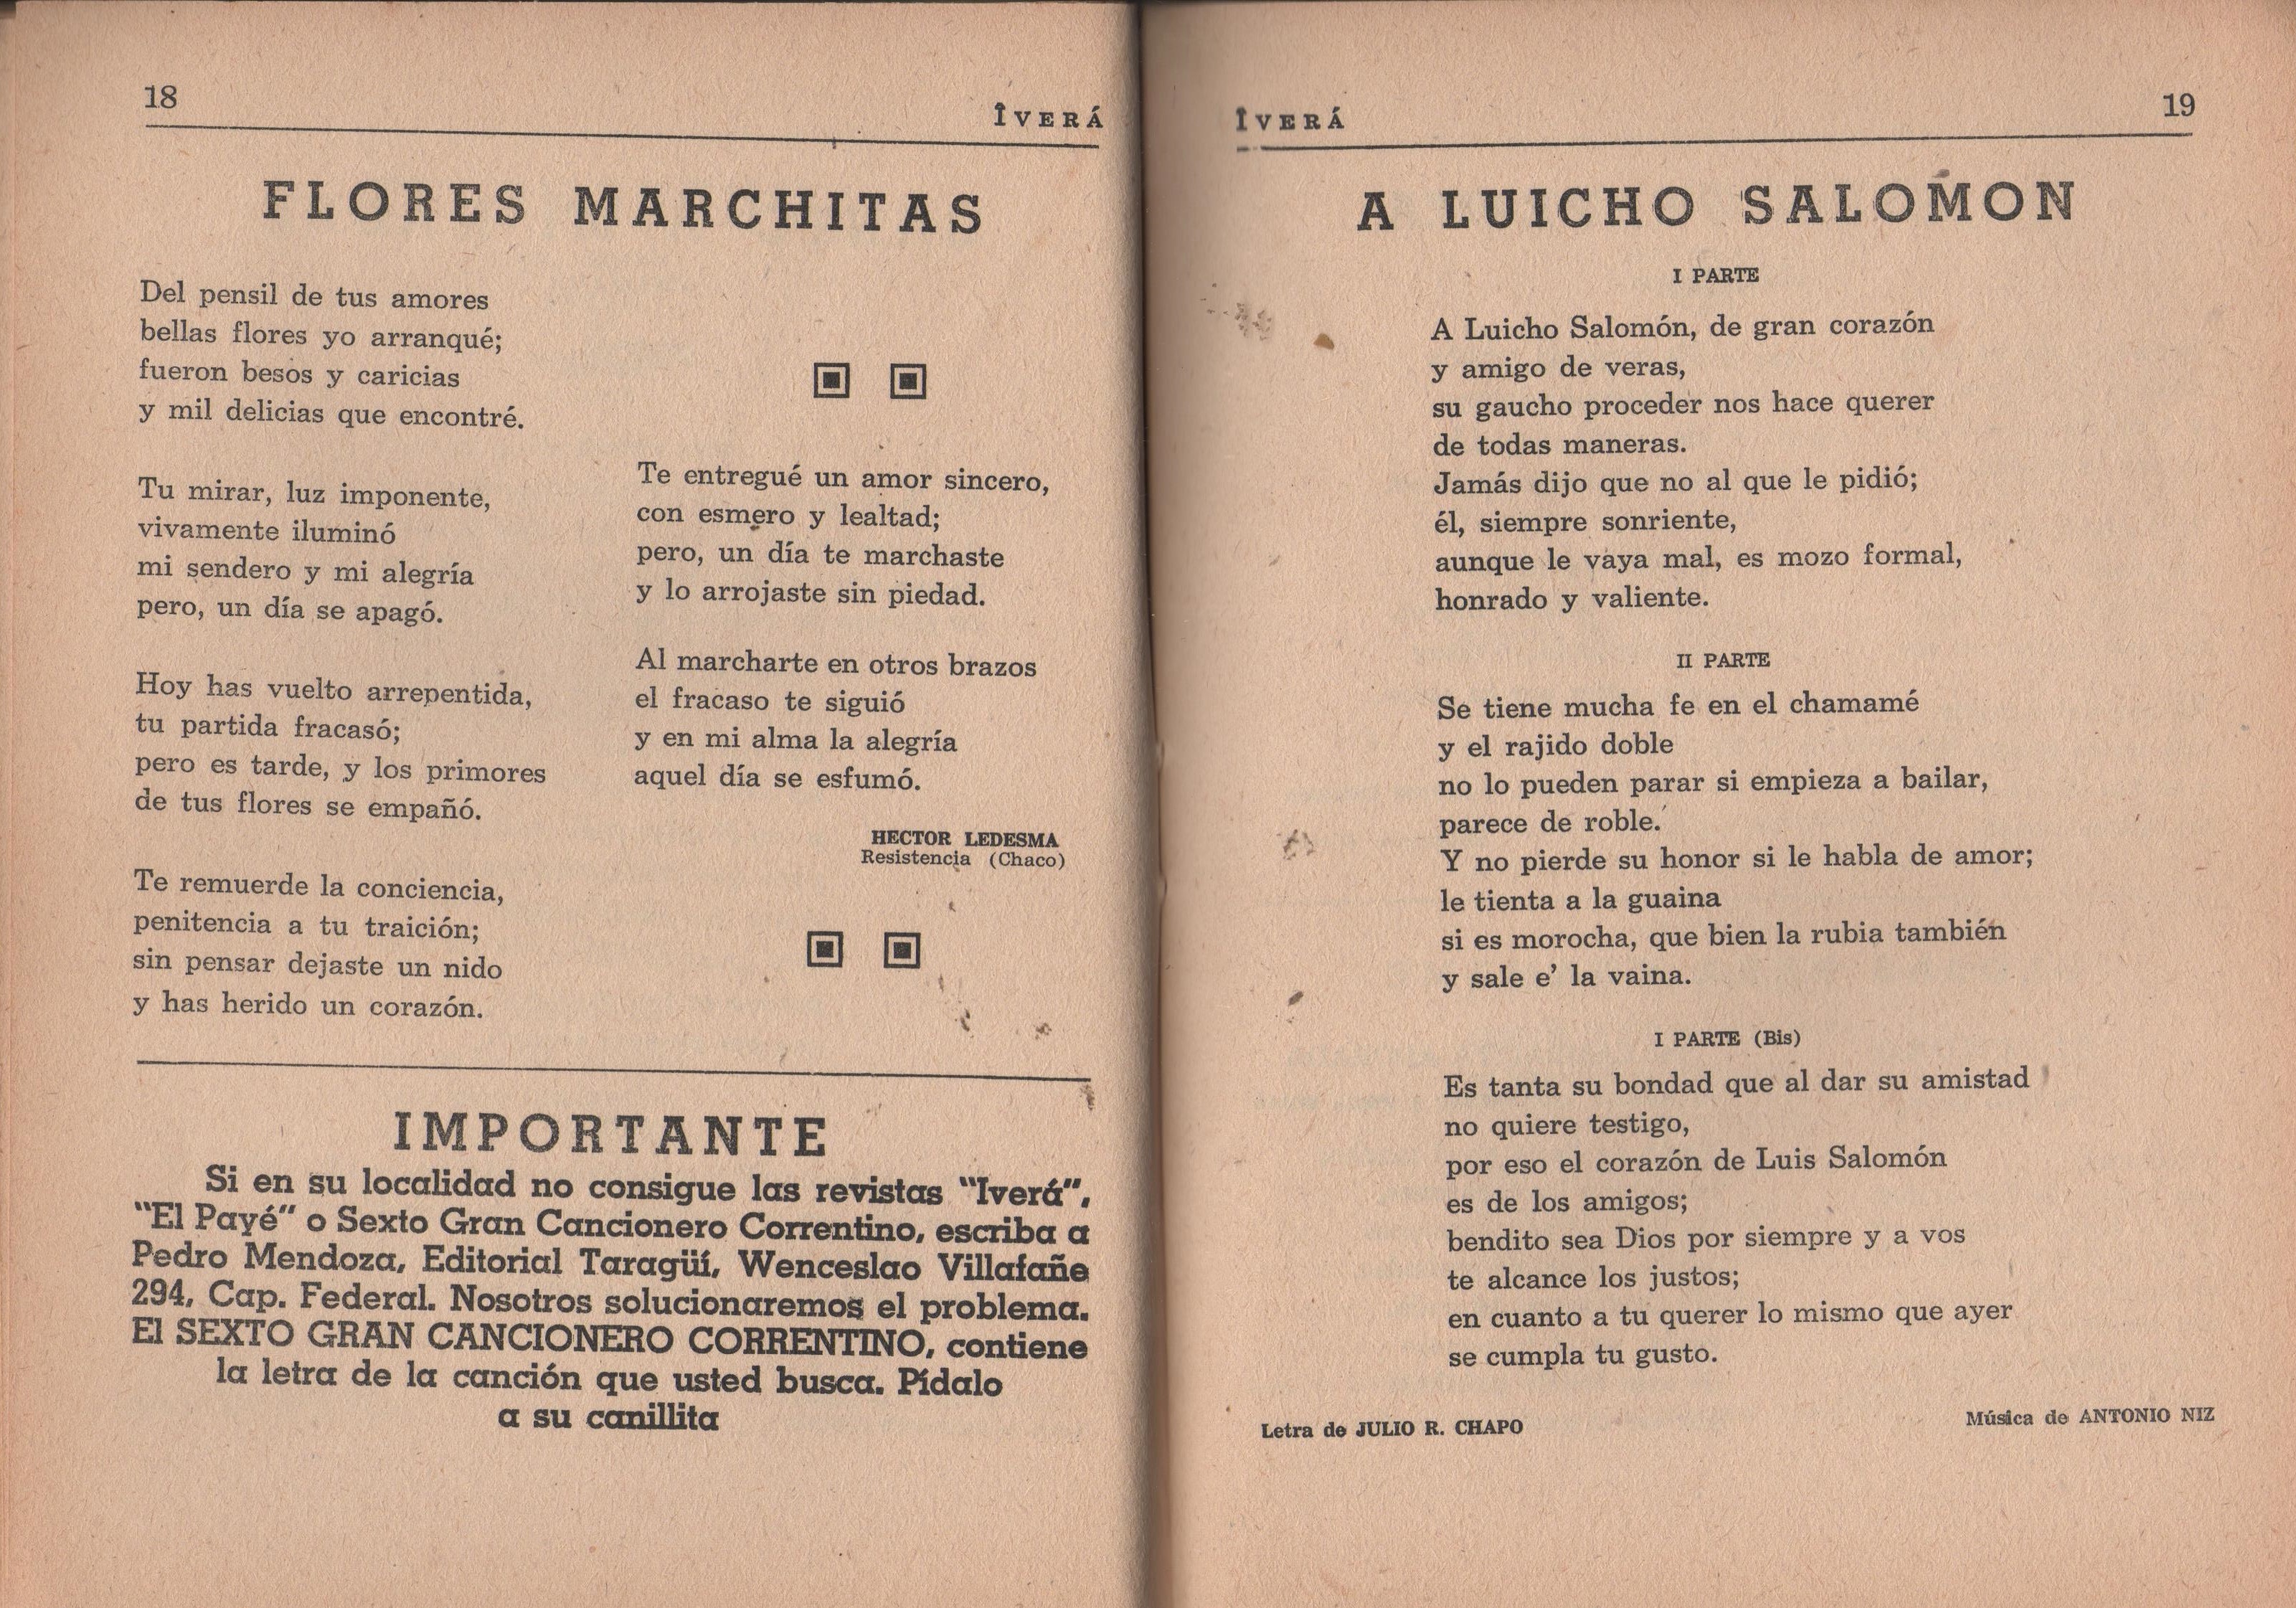 18
ÎVERÁ
FLORES MARCHITAS
Del pensil de tus amores
bellas flores yo arranqué;
fueron besos y caricias
y mil delicias que encontré.
Tu mirar, luz imponente,
vivamente iluminó
mi sendero y mi alegría
pero, un día se apagó.
Hoy has vuelto arrepentida,
tu partida fracasó;
pero es tarde, y los primores
de tus flores se empañó.
Te remuerde la conciencia,
penitencia a tu traición;
sin pensar dejaste un nido
y has herido un corazón.
Te entregué un amor sincero,
con esmero y lealtad;
pero, un día te marchaste
y lo arrojaste sin piedad.
Al marcharte en otros brazos
el fracaso te siguió
y en mi alma la alegría
aquel día se esfumó.
HECTOR LEDESMA
Resistencia (Chaco)
IMPORTANTE
Si en su localidad no consigue las revistas "Iverá",
"El Payé" o Sexto Gran Cancionero Correntino, escriba a
Pedro Mendoza, Editorial Taragüí, Wenceslao Villafañe
294, Cap. Federal. Nosotros solucionaremos el problema.
El SEXTO GRAN CANCIONERO CORRENTINO, contiene
la letra de la canción que usted busca. Pídalo
a su canillita
ÎVERÁ
19
A LUICHO SALOMON
I PARTE
A Luicho Salomón, de gran corazón
y amigo de veras,
su gaucho proceder nos hace querer
de todas maneras.
Jamás dijo que no al que le pidió;
él, siempre sonriente,
aunque le vaya mal, es mozo formal,
honrado y valiente.
II PARTE
Se tiene mucha fe en el chamamé
y el rajido doble
no lo pueden parar si empieza a bailar,
parece de roble.
Y no pierde su honor si le habla de amor;
le tienta a la guaina
si es morocha, que bien la rubia también
y sale e' la vaina.
I PARTE (Bis)
Es tanta su bondad que al dar su amistad
no quiere testigo,
por eso el corazón de Luis Salomón
es de los amigos;
bendito sea Dios por siempre y a vos
te alcance los justos;
en cuanto a tu querer lo mismo que ayer
se cumpla tu gusto.
Letra de JULIO R. CHAPO
Música de ANTONIO NIZ